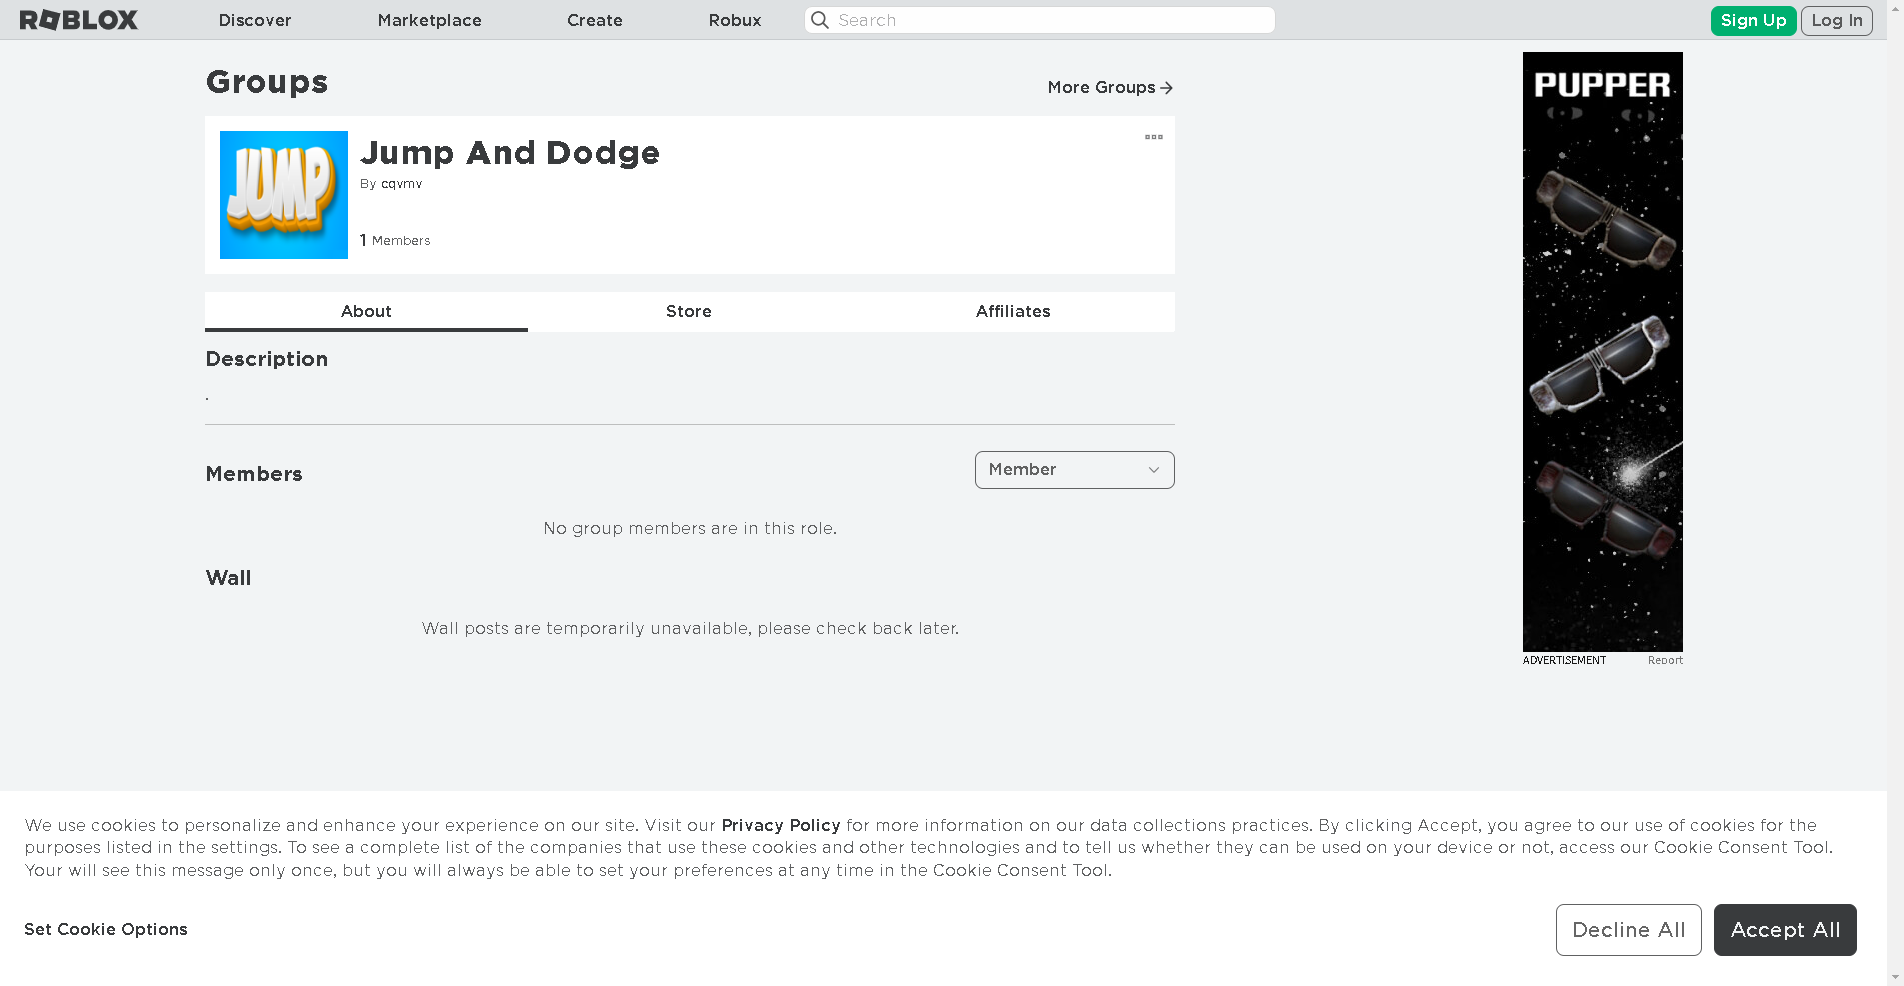 ROBLOX
Discover
Marketplace
Create
Robux
Search
Sign Up
Log In
Groups
More Groups
JUMP
Jump And Dodge
By cqvmv
1 Members
About
Store
Affiliates
Description
.
Members
Member
No group members are in this role.
Wall
Wall posts are temporarily unavailable, please check back later.
PUPPER
ADVERTISEMENT
Report
We use cookies to personalize and enhance your experience on our site. Visit our Privacy Policy for more information on our data collections practices. By clicking Accept, you agree to our use of cookies for the
purposes listed in the settings. To see a complete list of the companies that use these cookies and other technologies and to tell us whether they can be used on your device or not, access our Cookie Consent Tool.
Your will see this message only once, but you will always be able to set your preferences at any time in the Cookie Consent Tool.
Set Cookie Options
Decline All
Accept All